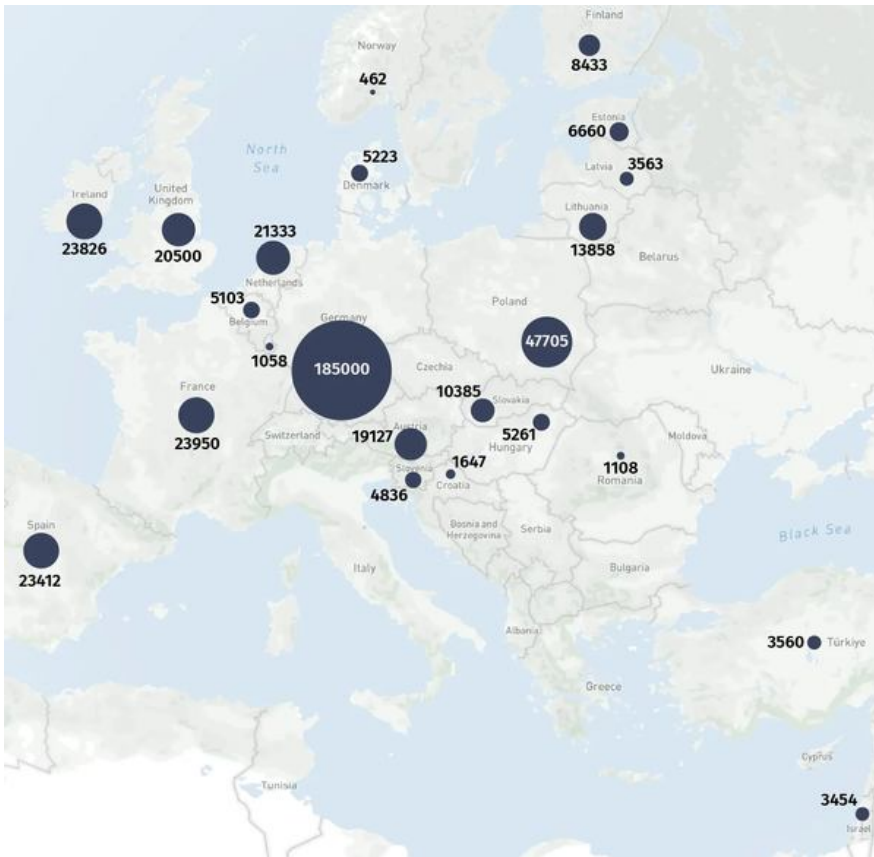 Finland
8433
Norway
462
Estonia
6660
Latvia
3563
North
Sea
5223
Denmark
Ireland
23826
United
Kingdom
20500
Lithuania
13858
Belarus
21333
Netherlands
5103
Belgium
1058
Germany
185000
Poland
47705
Czechia
Ukraine
France
23950
10385
Slovakia
Switzerland
Austria
19127
5261
Hungary
Moldova
Slovenia
4836
1647
Croatia
1108
Romania
Spain
23412
Bosnia and
Herzegovina
Serbia
Black Sea
Italy
Bulgaria
Albania
3560
Türkiye
Greece
Cyprus
Tunisia
3454
Israel